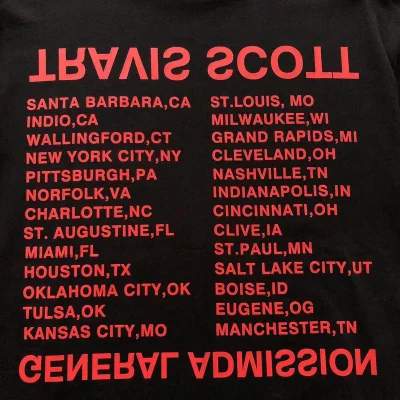 TRAVIS SCOTT
SANTA BARBARA,CA
INDIO,CA
WALLINGFORD,CT
NEW YORK CITY,NY
PITTSBURGH,PA
NORFOLK,VA
CHARLOTTE,NC
ST. AUGUSTINE,FL
MIAMI,FL
HOUSTON,TX
OKLAHOMA CITY,OK
TULSA,OK
KANSAS CITY,MO
ST.LOUIS, MO
MILWAUKEE,WI
GRAND RAPIDS,MI
CLEVELAND,OH
NASHVILLE,TN
INDIANAPOLIS,IN
CINCINNATI,OH
CLIVE,IA
ST.PAUL,MN
SALT LAKE CITY,UT
BOISE,ID
EUGENE,OG
MANCHESTER,TN
GENERAL ADMISSION